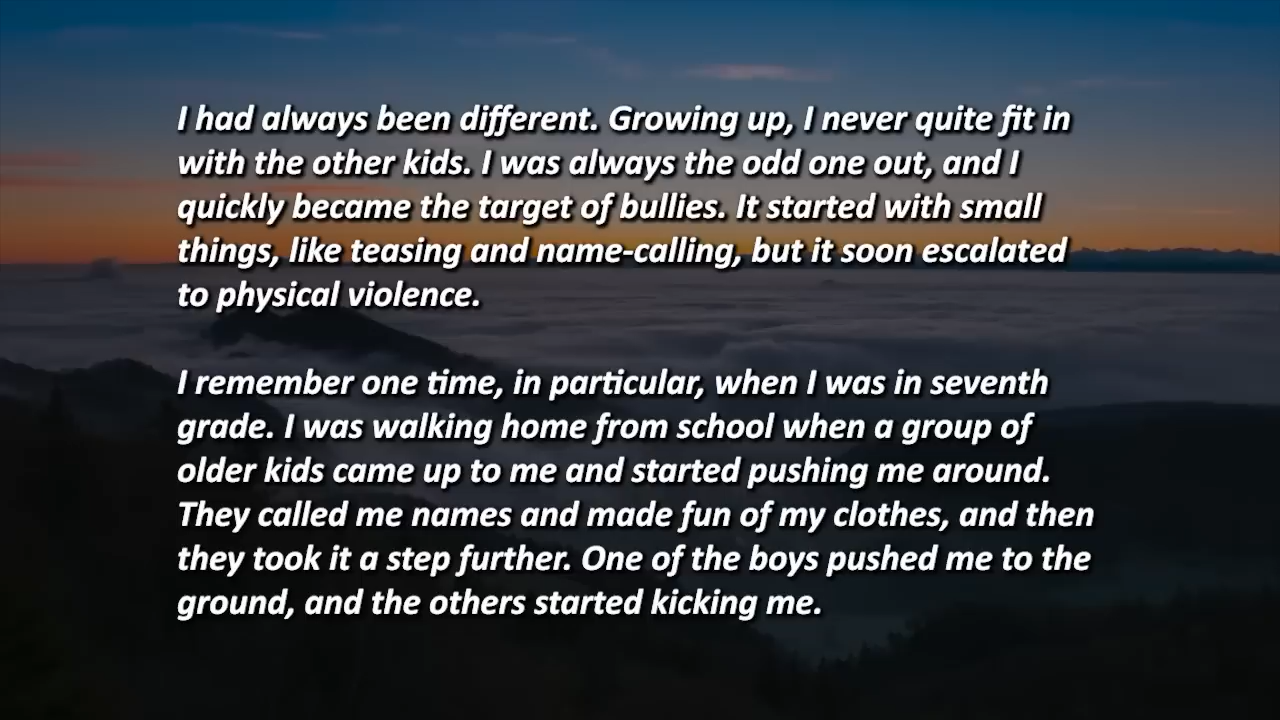 I had always been different. Growing up, I never quite fit in
with the other kids. I was always the odd one out, and I
quickly became the target of bullies. It started with small
things, like teasing and name-calling, but it soon escalated
to physical violence.
I remember one time, in particular, when I was in seventh
grade. I was walking home from school when a group of
older kids came up to me and started pushing me around.
They called me names and made fun of my clothes, and then
they took it a step further. One of the boys pushed me to the
ground, and the others started kicking me.